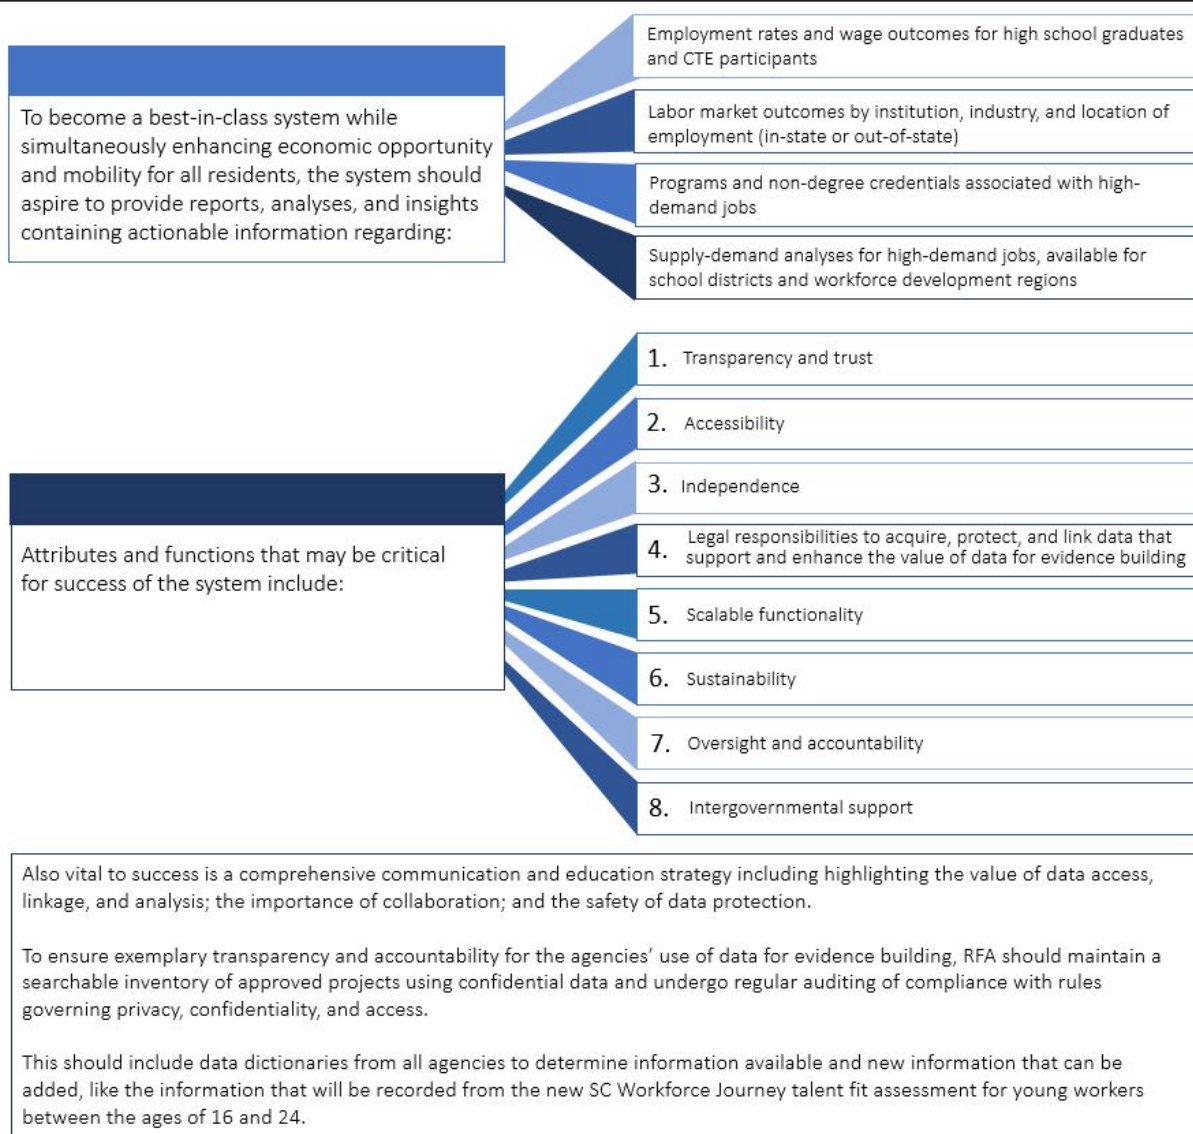 To become a best-in-class system while
simultaneously enhancing economic opportunity
and mobility for all residents, the system should
aspire to provide reports, analyses, and insights
containing actionable information regarding:
Employment rates and wage outcomes for high school graduates
and CTE participants
Labor market outcomes by institution, industry, and location of
employment (in-state or out-of-state)
Programs and non-degree credentials associated with high-
demand jobs
Supply-demand analyses for high-demand jobs, available for
school districts and workforce development regions
Attributes and functions that may be critical
for success of the system include:
1. Transparency and trust
2. Accessibility
3. Independence
4. Legal responsibilities to acquire, protect, and link data that
support and enhance the value of data for evidence building
5. Scalable functionality
6. Sustainability
7. Oversight and accountability
8. Intergovernmental support
Also vital to success is a comprehensive communication and education strategy including highlighting the value of data access,
linkage, and analysis; the importance of collaboration; and the safety of data protection.
To ensure exemplary transparency and accountability for the agencies' use of data for evidence building, RFA should maintain a
searchable inventory of approved projects using confidential data and undergo regular auditing of compliance with rules
governing privacy, confidentiality, and access.
This should include data dictionaries from all agencies to determine information available and new information that can be
added, like the information that will be recorded from the new SC Workforce Journey talent fit assessment for young workers
between the ages of 16 and 24.